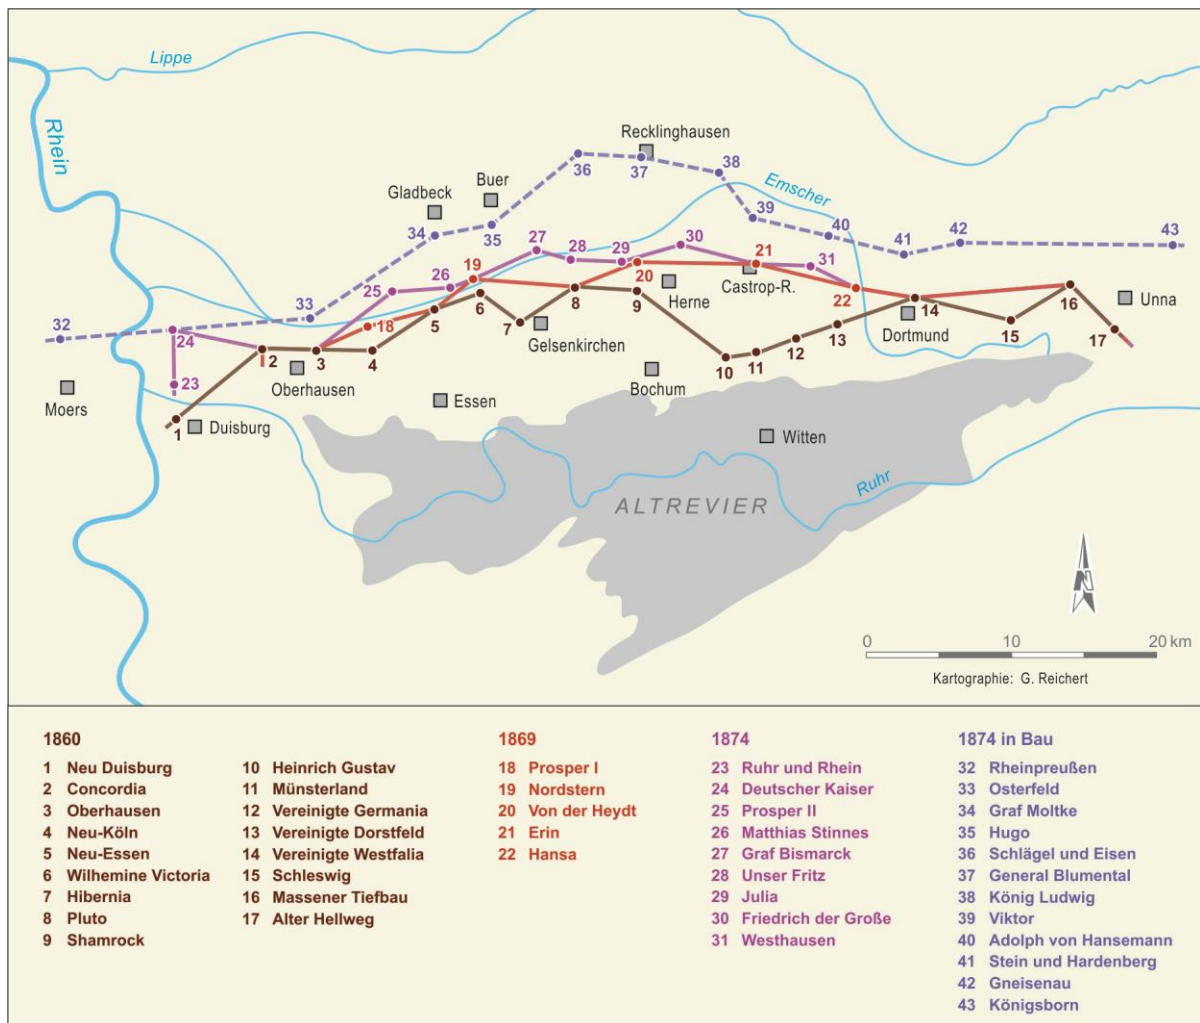 Lippe
Rhein
Recklinghausen
36
37
38
Buer
Gladbeck
Emscher
34
35
39
40
41
42
43
27
28
29
30
21
31
19
20
26
25
Castrop-R.
Herne
22
33
18
8
9
14
16
Unna
32
24
5
6
7
Gelsenkirchen
Dortmund
15
17
2
3
4
13
12
11
10
23
Oberhausen
Bochum
Moers
Essen
1
Duisburg
Witten
Ruhr
ALTREVIER
N
0 10 20 km
Kartographie: G. Reichert
1860
1 Neu Duisburg
2 Concordia
3 Oberhausen
4 Neu-Köln
5 Neu-Essen
6 Wilhemine Victoria
7 Hibernia
8 Pluto
9 Shamrock
10 Heinrich Gustav
11 Münsterland
12 Vereinigte Germania
13 Vereinigte Dorstfeld
14 Vereinigte Westfalia
15 Schleswig
16 Massener Tiefbau
17 Alter Hellweg
1869
18 Prosper I
19 Nordstern
20 Von der Heydt
21 Erin
22 Hansa
1874
23 Ruhr und Rhein
24 Deutscher Kaiser
25 Prosper II
26 Matthias Stinnes
27 Graf Bismarck
28 Unser Fritz
29 Julia
30 Friedrich der Große
31 Westhausen
1874 in Bau
32 Rheinpreußen
33 Osterfeld
34 Graf Moltke
35 Hugo
36 Schlägel und Eisen
37 General Blumental
38 König Ludwig
39 Viktor
40 Adolph von Hansemann
41 Stein und Hardenberg
42 Gneisenau
43 Königsborn